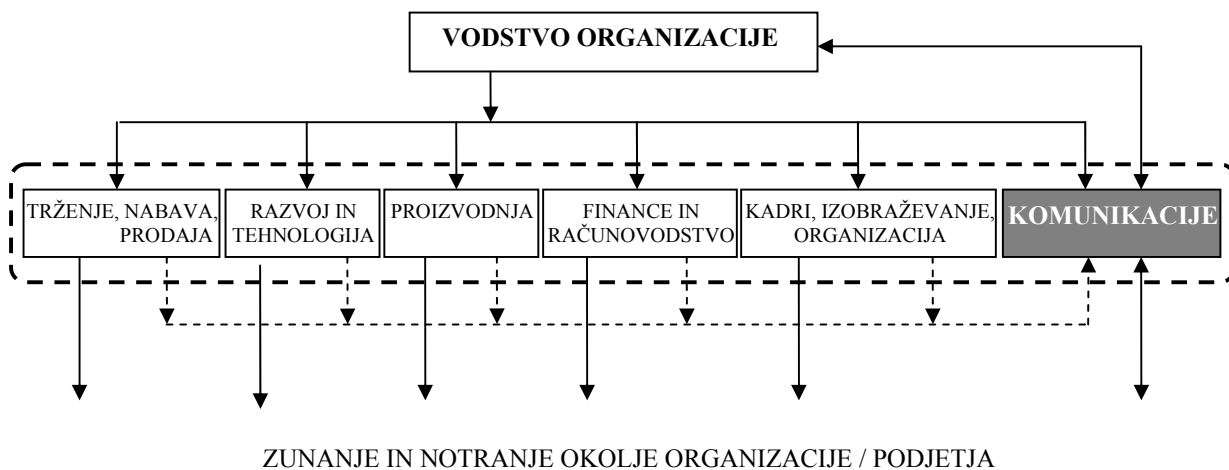 VODSTVO ORGANIZACIJE
TRŽENJE, NABAVA,
PRODAJA
RAZVOJ IN
TEHNOLOGIJA
PROIZVODNJA
FINANCE IN
RAČUNOVODSTVO
KADRI, IZOBRAŽEVANJE,
ORGANIZACIJA
KOMUNIKACIJE
ZUNANJE IN NOTRANJE OKOLJE ORGANIZACIJE / PODJETJA